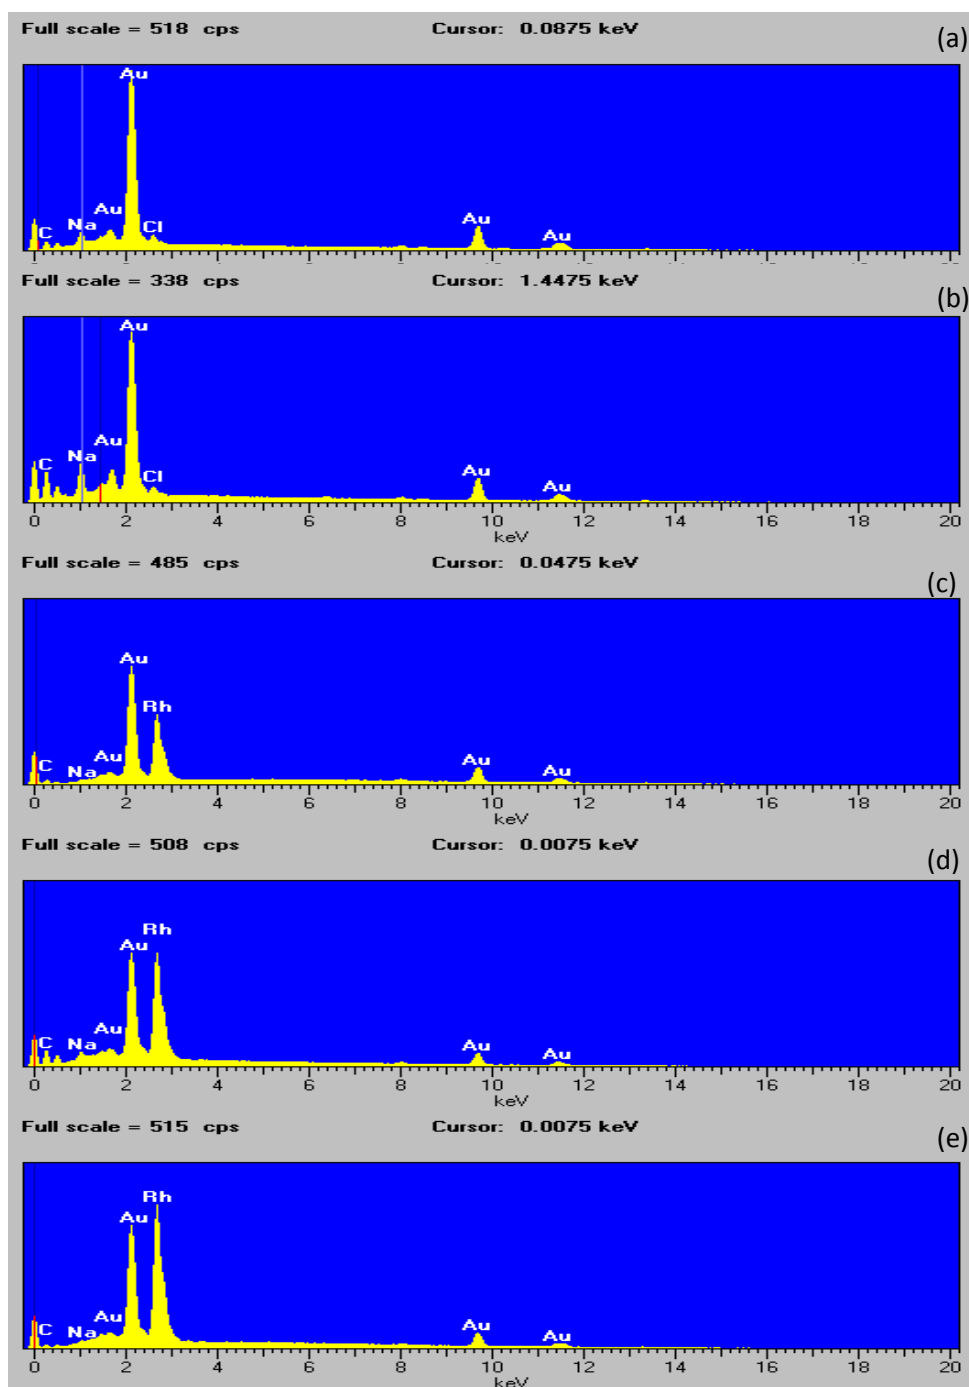 Full scale = 518 cps Cursor: 0.0875 keV (a)
Au
Au
Na
C
Cl
Au
Au
Full scale = 338 cps Cursor: 1.4475 keV (b)
Au
Au
Na
C
Cl
Au
Au
0 2 4 6 8 10 12 14 16 18 20
keV
Full scale = 485 cps Cursor: 0.0475 keV (c)
Au
Rh
Au
C
Na
Au
Au
0 2 4 6 8 10 12 14 16 18 20
keV
Full scale = 508 cps Cursor: 0.0075 keV (d)
Rh
Au
Au
C
Na
Au
Au
0 2 4 6 8 10 12 14 16 18 20
keV
Full scale = 515 cps Cursor: 0.0075 keV (e)
Rh
Au
Au
C
Na
Au
Au
0 2 4 6 8 10 12 14 16 18 20
keV